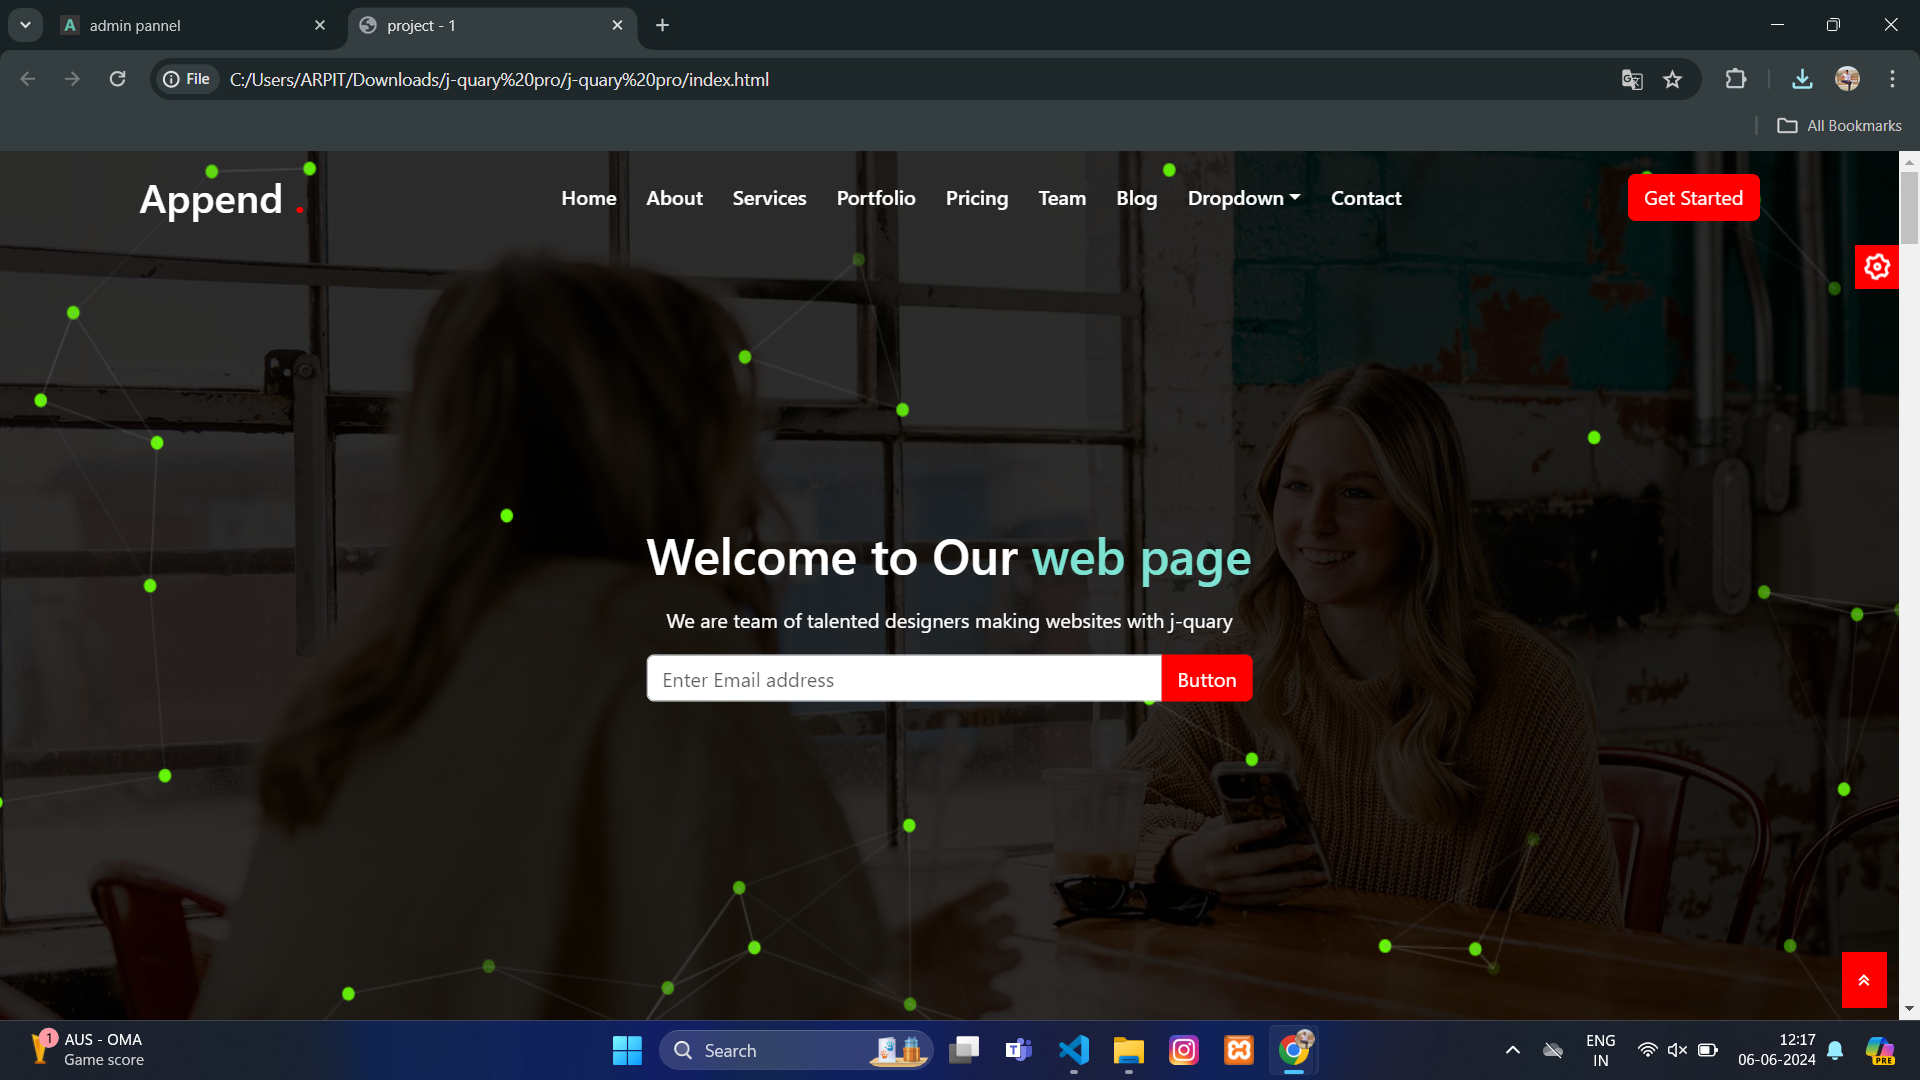 admin pannel
project - 1
File
C:/Users/ARPIT/Downloads/j-quary%20pro/j-quary%20pro/index.html
All Bookmarks
Append .
Home About Services Portfolio Pricing Team Blog Dropdown Contact
Get Started
Welcome to Our web page
We are team of talented designers making websites with j-quary
Enter Email address
Button
1
AUS - OMA
Game score
Search
ENG
IN
12:17
06-06-2024
PRE